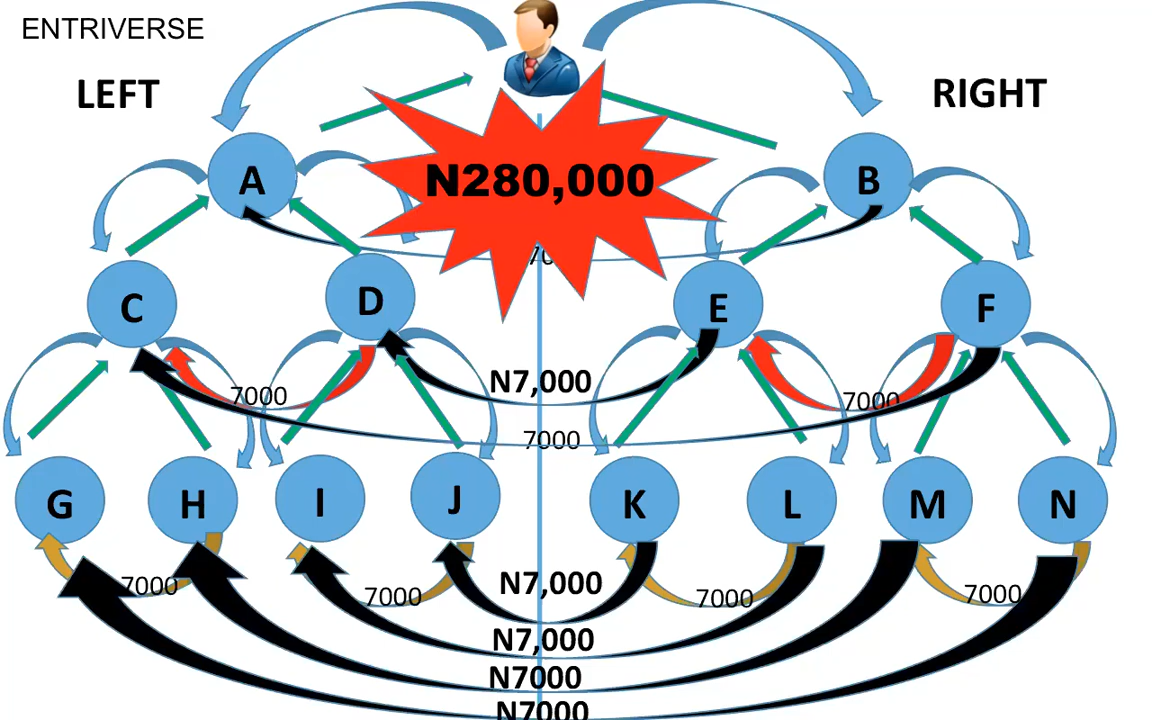 ENTRIVERSE
LEFT
RIGHT
N280,000
A
B
C
D
E
F
N7,000
7000
7000
7000
G
H
I
J
K
L
M
N
7000
7000
N7,000
7000
7000
N7,000
N7000
N7000